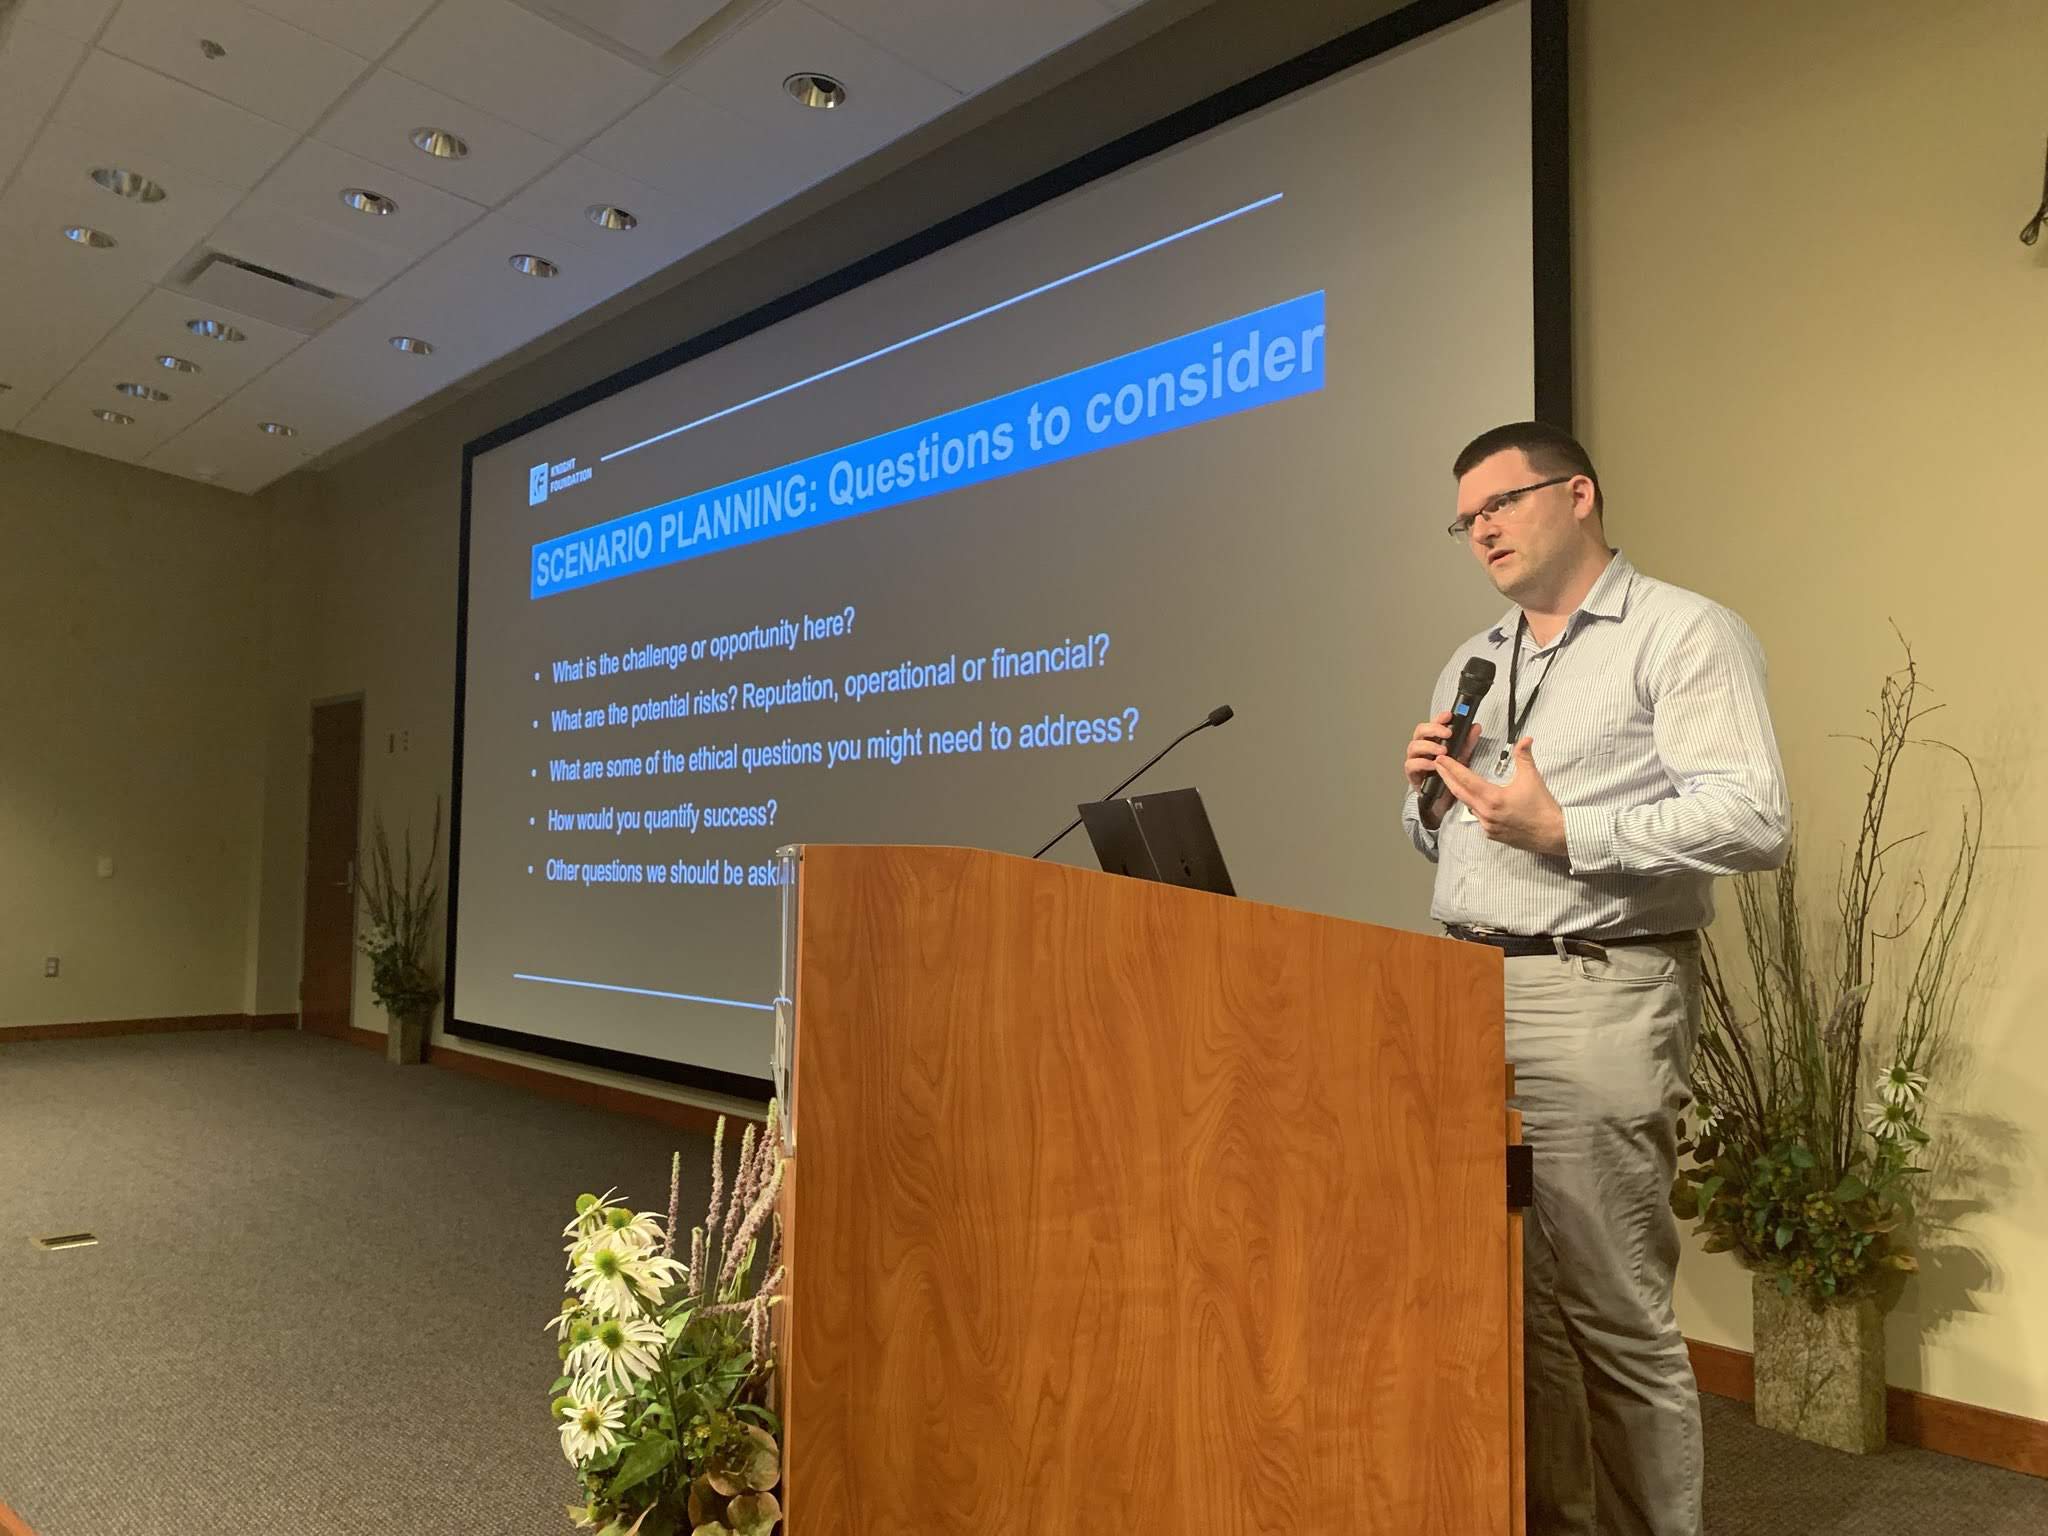 KF
KNIGHT
FOUNDATION
SCENARIO PLANNING: Questions to consider
• What is the challenge or opportunity here?
• What are the potential risks? Reputation, operational or financial?
• What are some of the ethical questions you might need to address?
• How would you quantify success?
• Other questions we should be